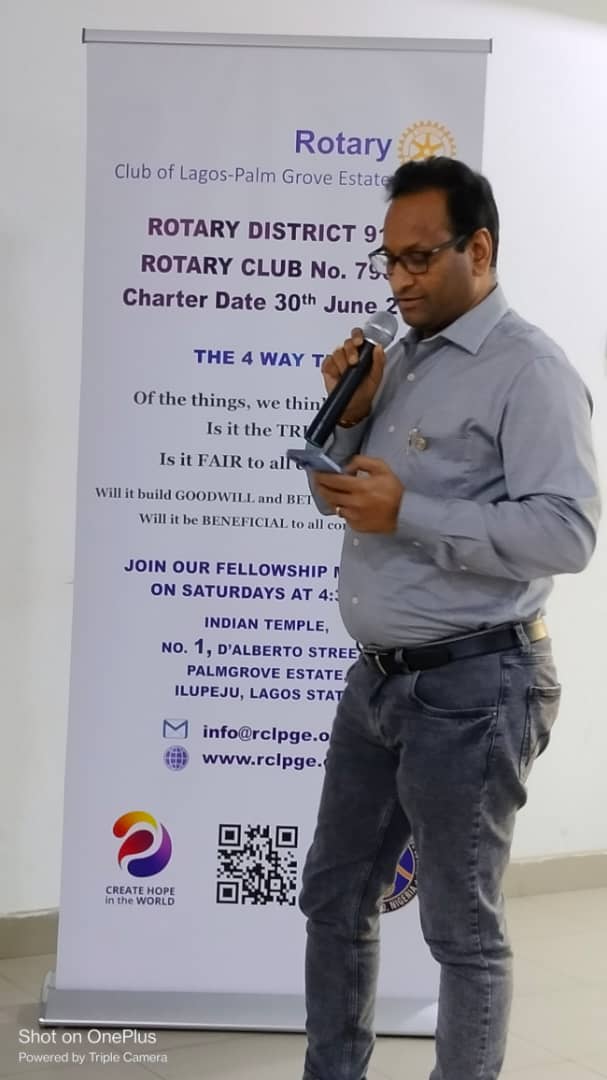 Rotary
Club of Lagos-Palm Grove Estate
ROTARY DISTRICT 91
ROTARY CLUB No. 79
Charter Date 30th June 2
THE 4 WAY T
Of the things, we thin
Is it the TR
Is it FAIR to all
Will it build GOODWILL and BET
Will it be BENEFICIAL to all co
JOIN OUR FELLOWSHIP
ON SATURDAYS AT 4:
INDIAN TEMPLE,
NO. 1, D'ALBERTO STREE
PALMGROVE ESTATE
ILUPEJU, LAGOS STAT
info@rclpge.o
www.rclpge.
CREATE HOPE
in the WORLD
NIGERIA
Shot on OnePlus
Powered by Triple Camera